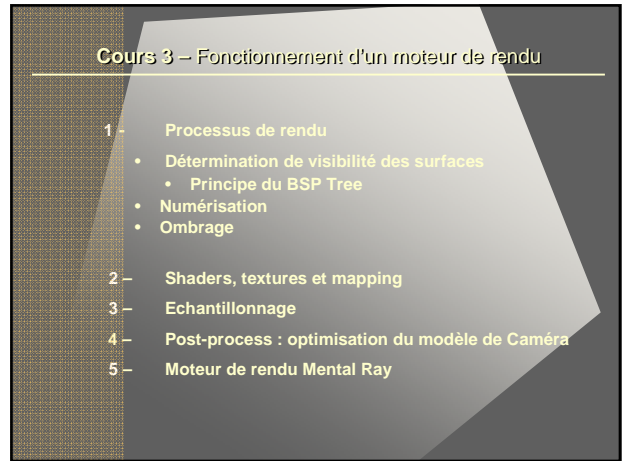 Cours 3 – Fonctionnement d'un moteur de rendu
1 - Processus de rendu
• Détermination de visibilité des surfaces
• Principe du BSP Tree
• Numérisation
• Ombrage
2 – Shaders, textures et mapping
3 – Echantillonnage
4 – Post-process : optimisation du modèle de Caméra
5 – Moteur de rendu Mental Ray